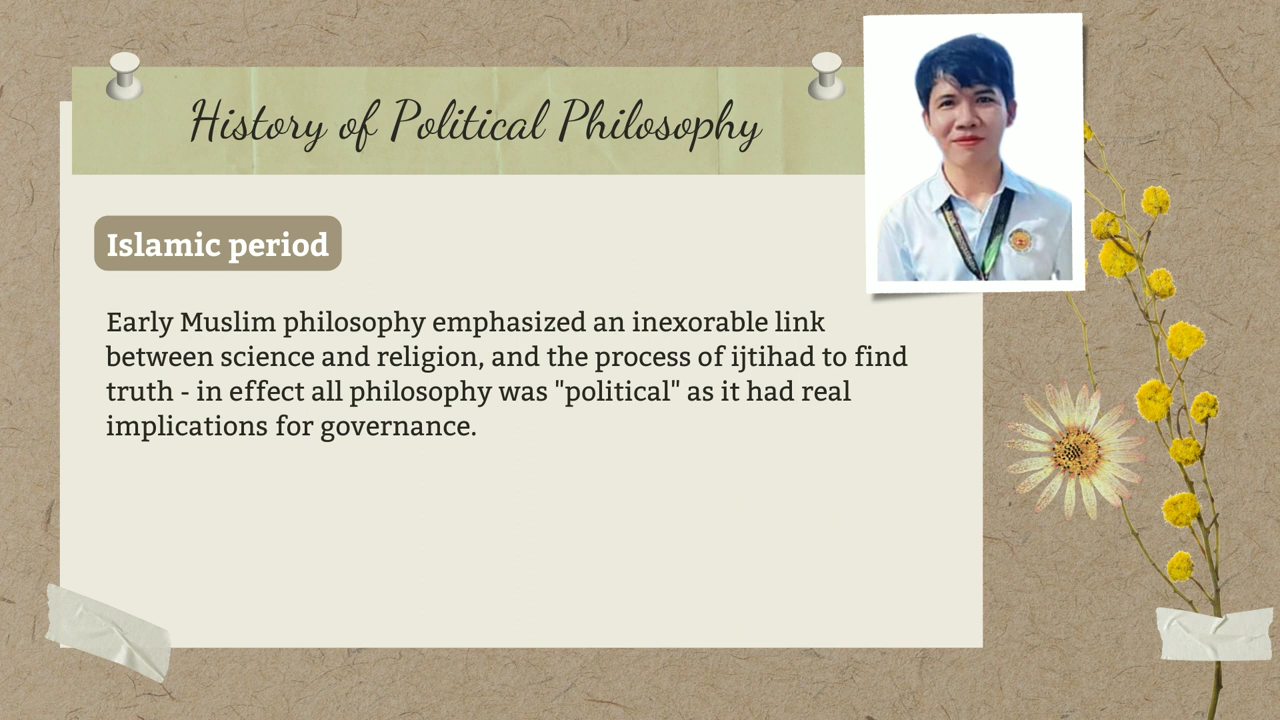 History of Political Philosophy
Islamic period
Early Muslim philosophy emphasized an inexorable link
between science and religion, and the process of ijtihad to find
truth - in effect all philosophy was "political" as it had real
implications for governance.